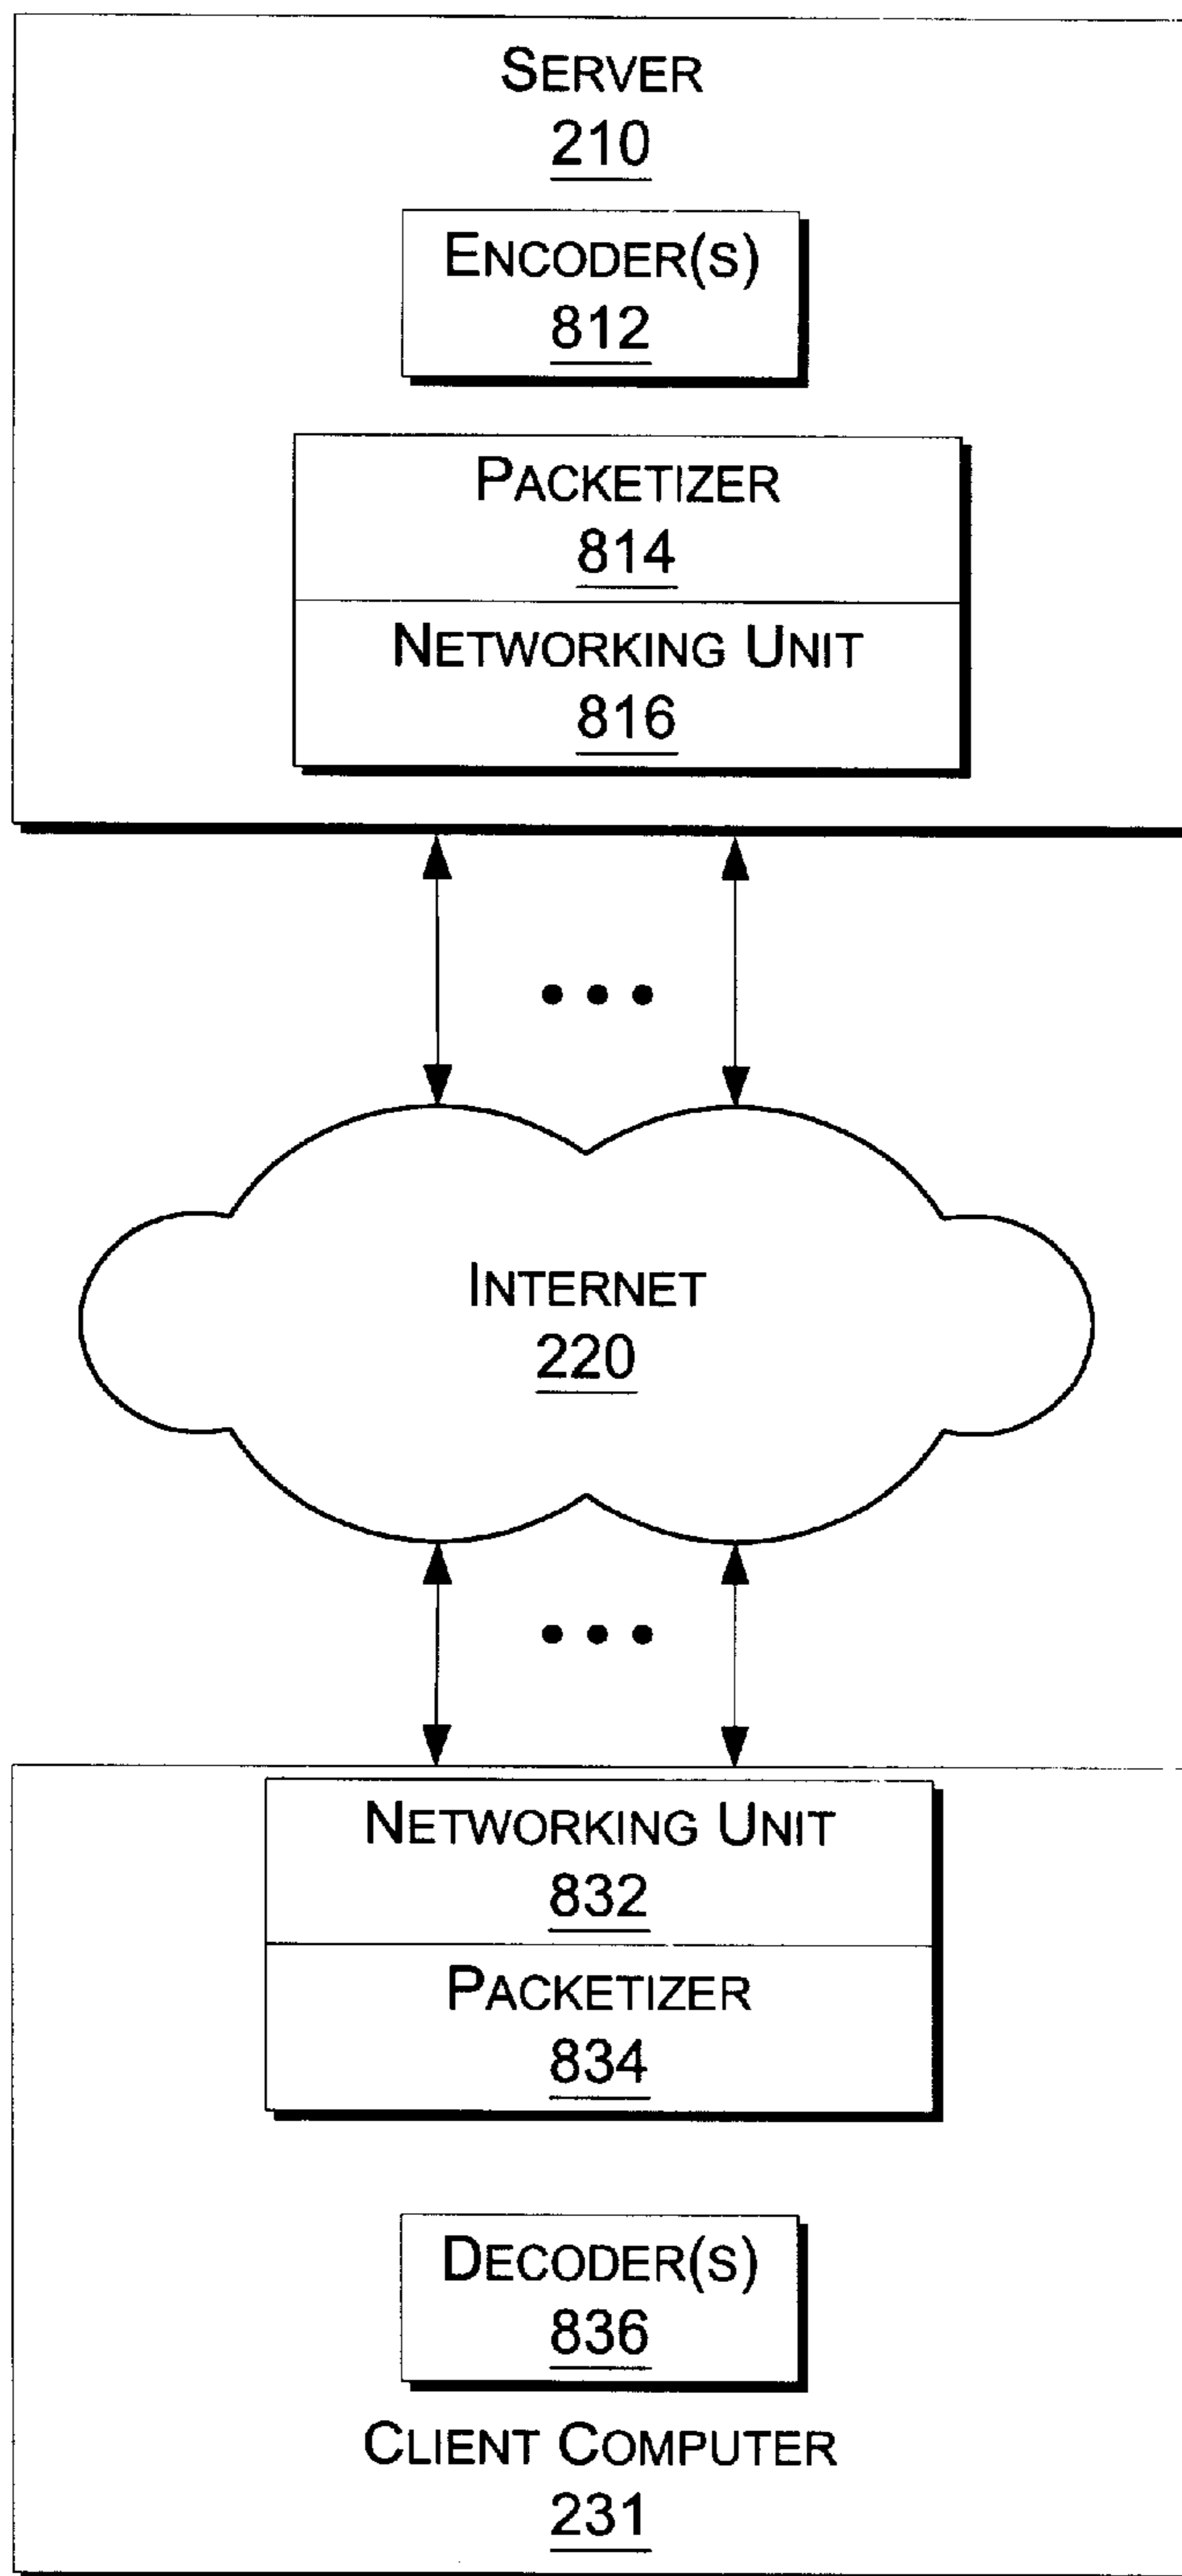 SERVER
210
ENCODER(S)
812
PACKETIZER
814
NETWORKING UNIT
816
INTERNET
220
NETWORKING UNIT
832
PACKETIZER
834
DECODER(S)
836
CLIENT COMPUTER
231